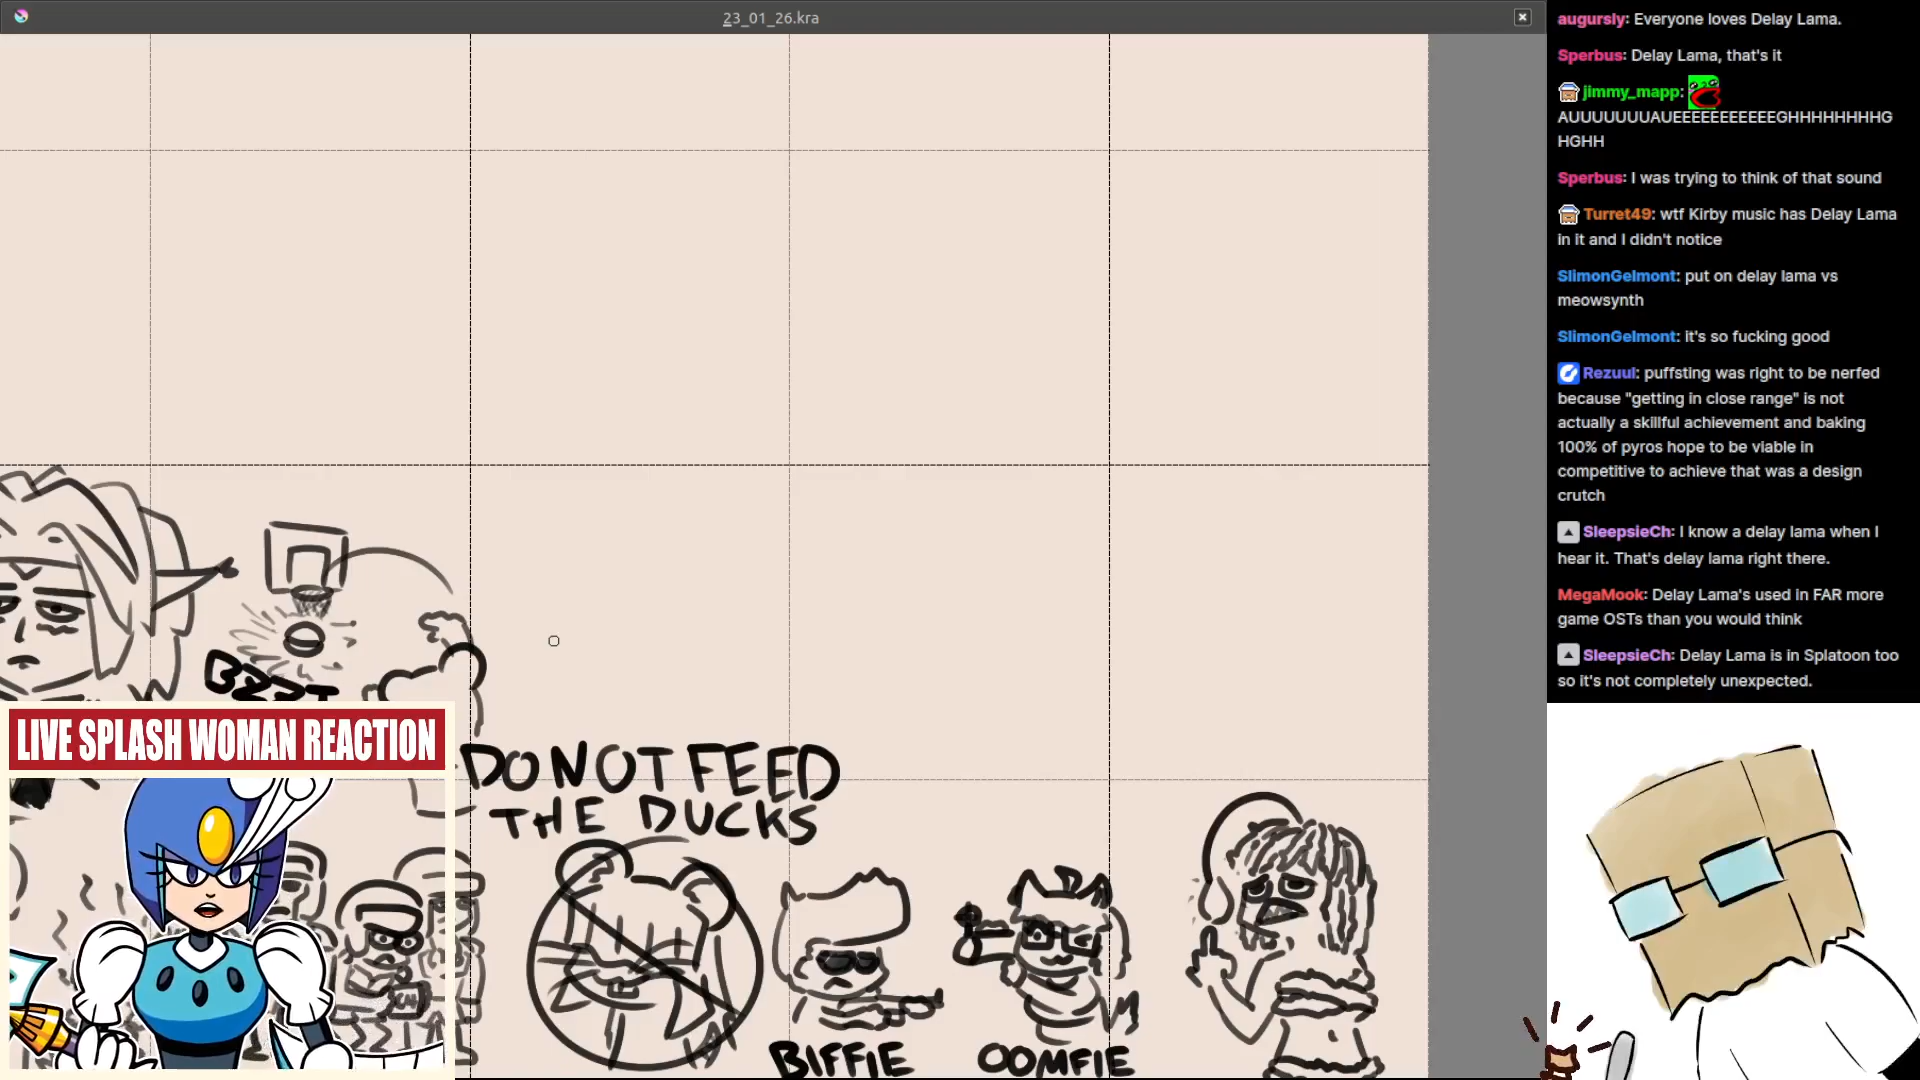 23_01_26.kra
augursly: Everyone loves Delay Lama.
Sperbus: Delay Lama, that's it
jimmy_mapp:
AUUUUUUUAUEEEEEEEEEEEGHHHHHHHHG
HGHH
Sperbus: I was trying to think of that sound
Turret49: wtf Kirby music has Delay Lama
in it and I didn't notice
SlimonGelmont: put on delay lama vs
meowsynth
SlimonGelmont: it's so fucking good
Rezuul: puffsting was right to be nerfed
because "getting in close range" is not
actually a skillful achievement and baking
100% of pyros hope to be viable in
competitive to achieve that was a design
crutch
SleepsieCh: I know a delay lama when I
hear it. That's delay lama right there.
MegaMook: Delay Lama's used in FAR more
game OSTs than you would think
SleepsieCh: Delay Lama is in Splatoon too
so it's not completely unexpected.
BZZT
LIVE SPLASH WOMAN REACTION
DO NOT FEED
THE DUCKS
BIFFIE
OOMFIE